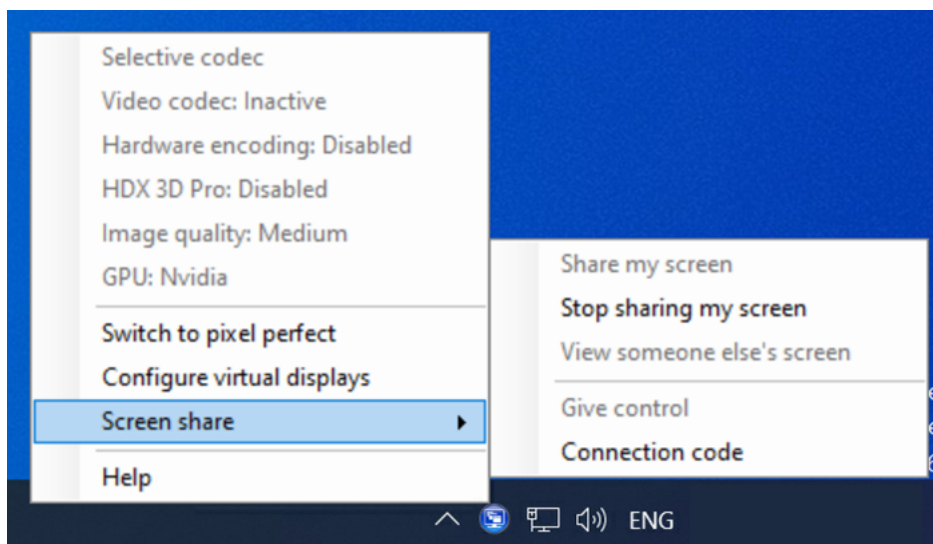 Selective codec
Video codec: Inactive
Hardware encoding: Disabled
HDX 3D Pro: Disabled
Image quality: Medium
GPU: Nvidia
Switch to pixel perfect
Configure virtual displays
Screen share
Help
Share my screen
Stop sharing my screen
View someone else's screen
Give control
Connection code
ENG